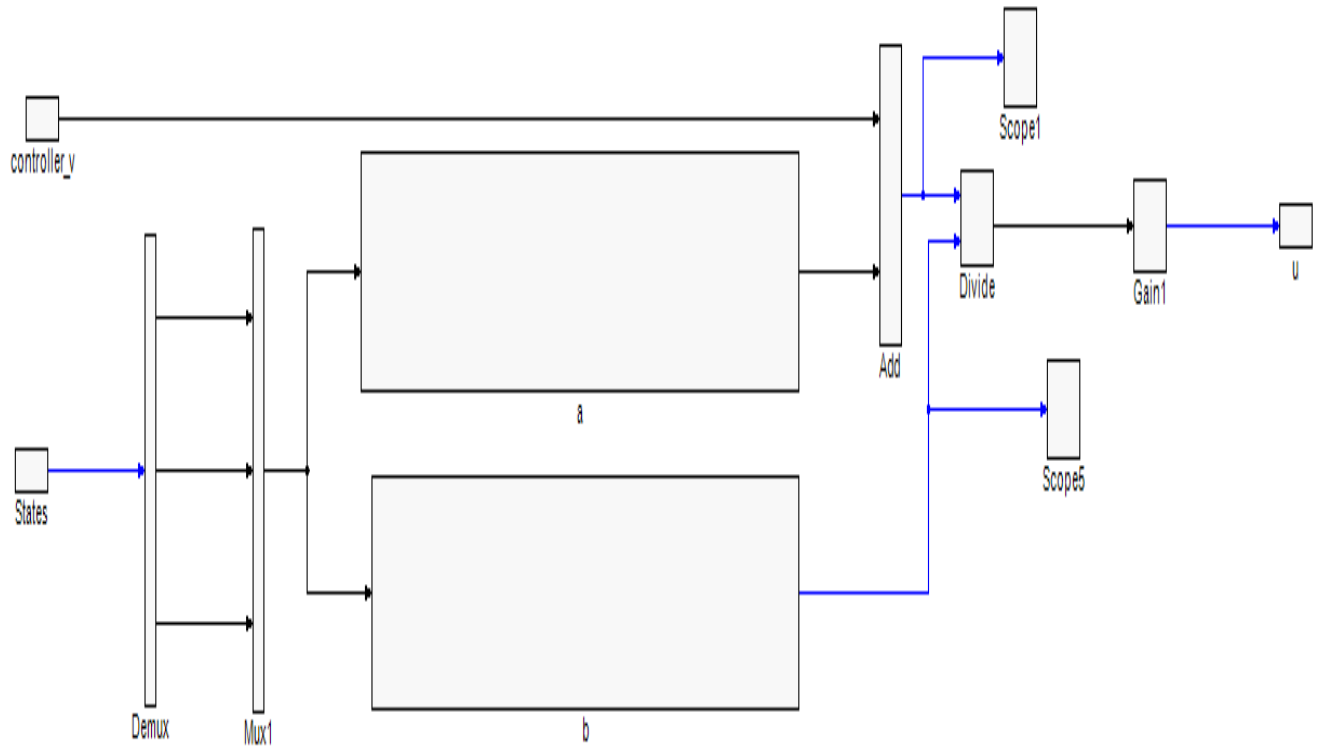 Scope1
controller_v
Divide
u
Gain1
Add
a
Scope5
States
Demux
Mux1
b